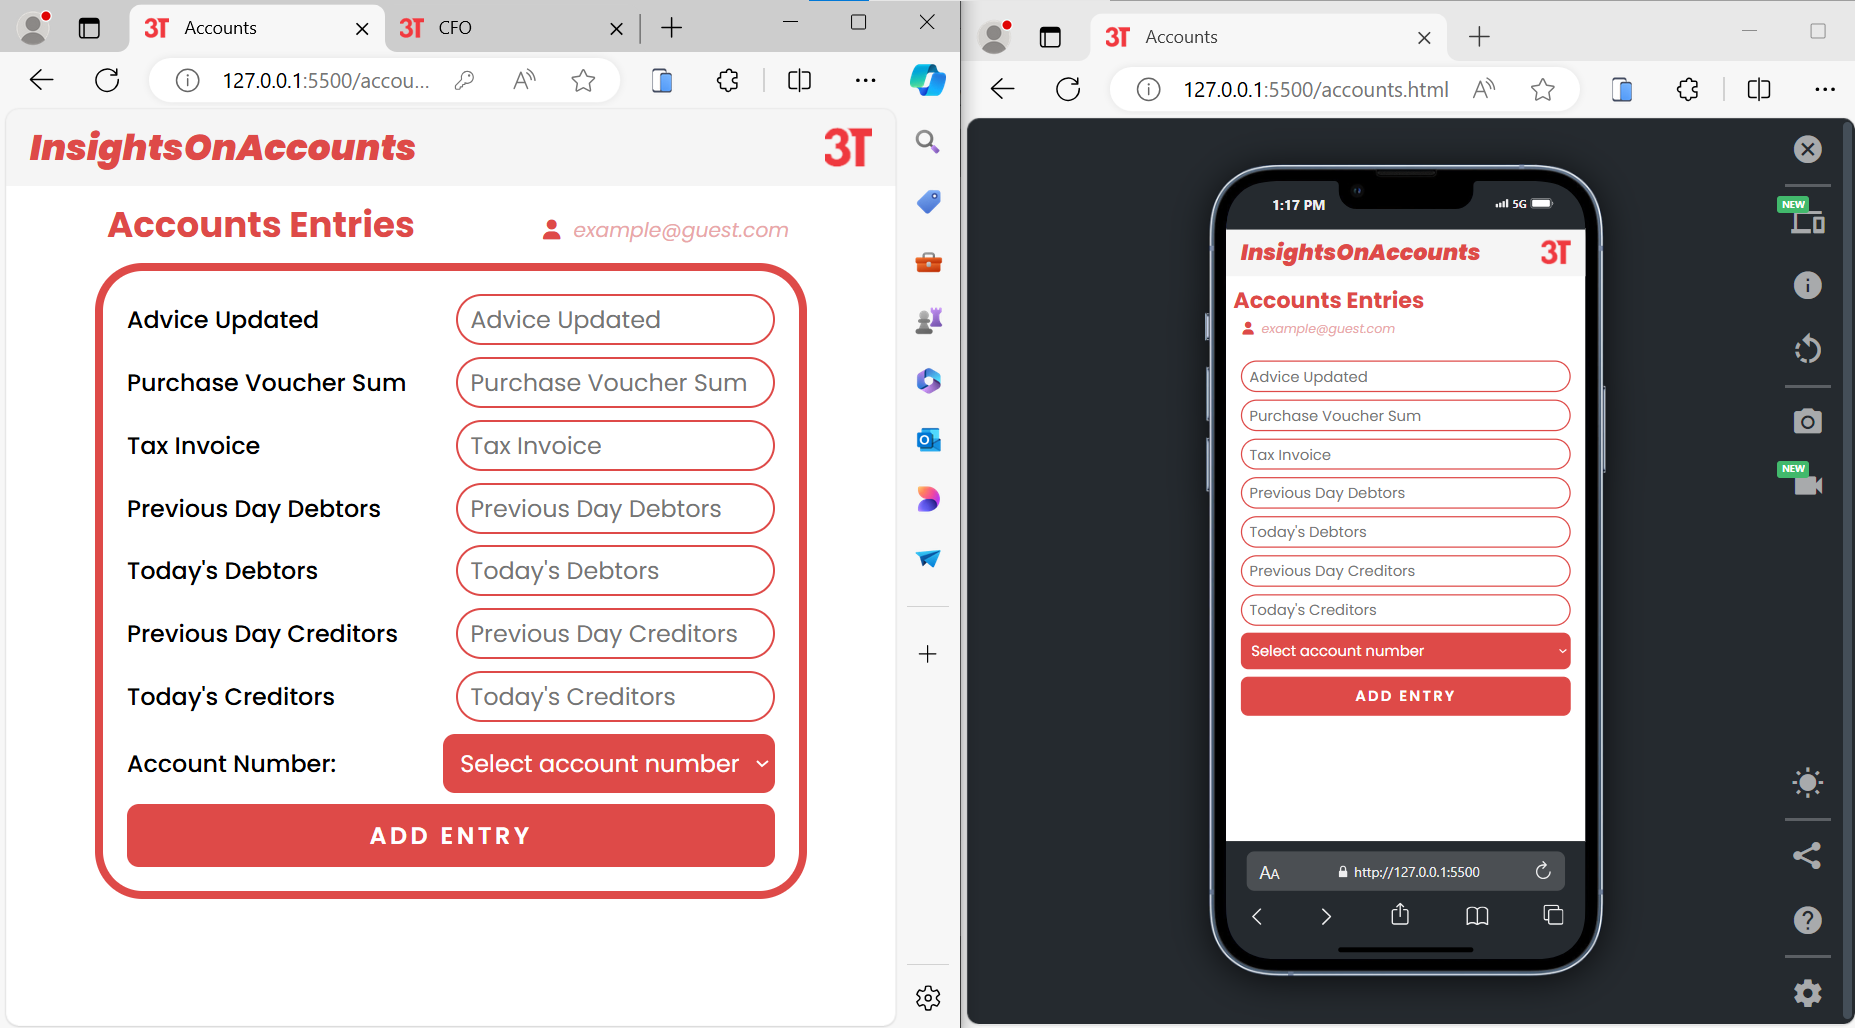 3T Accounts
3T CFO
127.0.0.1:5500/accou...
InsightsOnAccounts
3T
Accounts Entries
example@guest.com
Advice Updated
Advice Updated
Purchase Voucher Sum
Purchase Voucher Sum
Tax Invoice
Tax Invoice
Previous Day Debtors
Previous Day Debtors
Today's Debtors
Today's Debtors
Previous Day Creditors
Previous Day Creditors
Today's Creditors
Today's Creditors
Account Number:
Select account number
ADD ENTRY
3T Accounts
127.0.0.1:5500/accounts.html
1:17 PM
5G
InsightsOnAccounts
3T
Accounts Entries
example@guest.com
Advice Updated
Purchase Voucher Sum
Tax Invoice
Previous Day Debtors
Today's Debtors
Previous Day Creditors
Today's Creditors
Select account number
ADD ENTRY
AA
http://127.0.0.1:5500
NEW
NEW